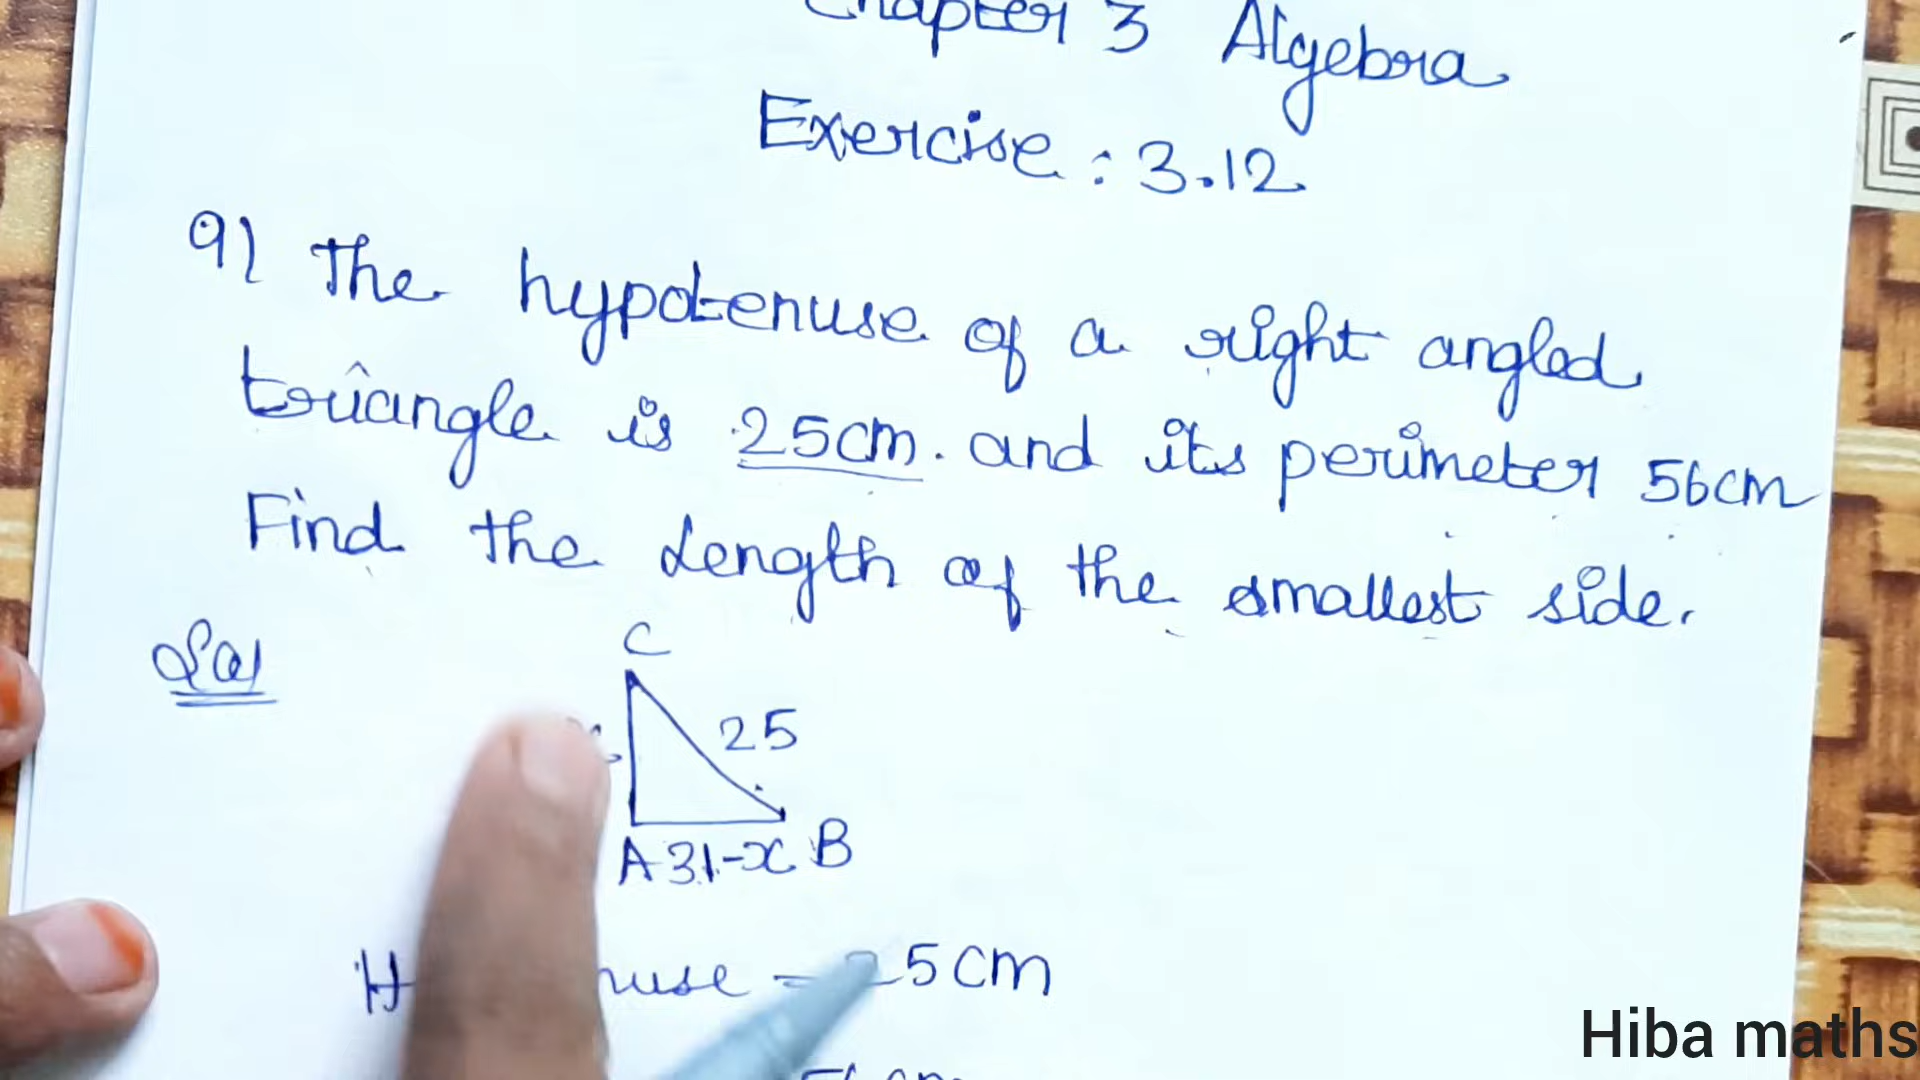 Chapter 3 Algebra
Exercise : 3.12
9) The hypotenuse of a right angled
triangle is 25cm. and its perimeter 56cm
Find the length of the smallest side.
Sol
C
25
A 31-x B
= 25cm
Hiba maths